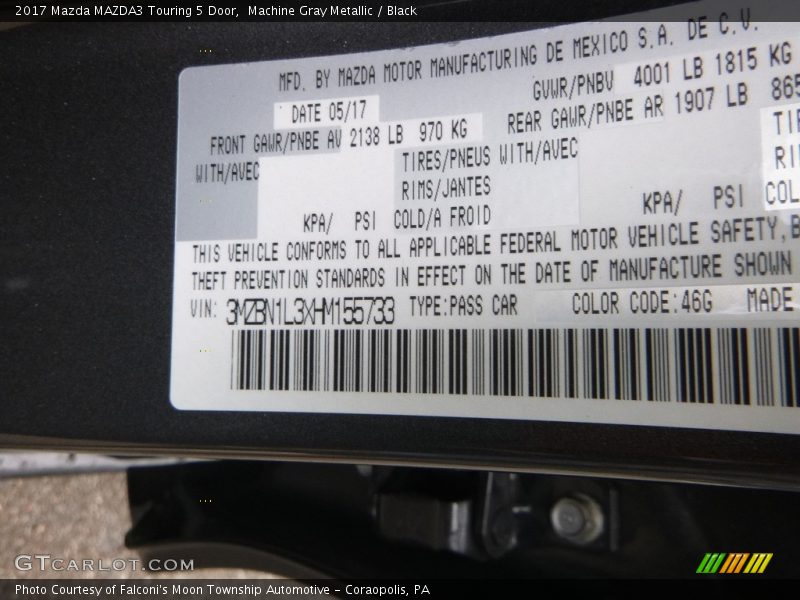 2017 Mazda MAZDA3 Touring 5 Door,  Machine Gray Metallic / Black
MFD. BY MAZDA MOTOR MANUFACTURING DE MEXICO S.A. DE C.V.
DATE 05/17
GVWR/PNBV 4001 LB 1815 KG
FRONT GAWR/PNBE AV 2138 LB 970 KG
REAR GAWR/PNBE AR 1907 LB 865
WITH/AVEC
TIRES/PNEUS WITH/AVEC
RIMS/JANTES
KPA/ PSI COLD/A FROID
KPA/ PSI COL
THIS VEHICLE CONFORMS TO ALL APPLICABLE FEDERAL MOTOR VEHICLE SAFETY, B
THEFT PREVENTION STANDARDS IN EFFECT ON THE DATE OF MANUFACTURE SHOWN
VIN: 3MZBN1L3XHM155733 TYPE:PASS CAR COLOR CODE:46G MADE
GTCARLOT.COM
Photo Courtesy of Falconi's Moon Township Automotive – Coraopolis, PA